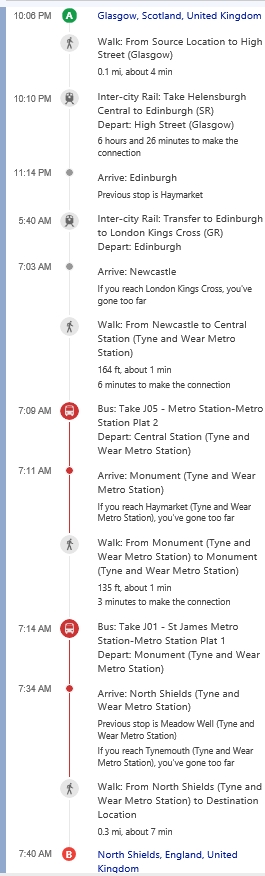 10:06 PM
A
Glasgow, Scotland, United Kingdom
Walk: From Source Location to High
Street (Glasgow)
0.1 mi, about 4 min
10:10 PM
Inter-city Rail: Take Helensburgh
Central to Edinburgh (SR)
Depart: High Street (Glasgow)
6 hours and 26 minutes to make the
connection
11:14 PM
Arrive: Edinburgh
Previous stop is Haymarket
5:40 AM
Inter-city Rail: Transfer to Edinburgh
to London Kings Cross (GR)
Depart: Edinburgh
7:03 AM
Arrive: Newcastle
If you reach London Kings Cross, you've
gone too far
Walk: From Newcastle to Central
Station (Tyne and Wear Metro
Station)
164 ft, about 1 min
6 minutes to make the connection
7:09 AM
Bus: Take J05 - Metro Station-Metro
Station Plat 2
Depart: Central Station (Tyne and
Wear Metro Station)
7:11 AM
Arrive: Monument (Tyne and Wear
Metro Station)
If you reach Haymarket (Tyne and Wear
Metro Station), you've gone too far
Walk: From Monument (Tyne and
Wear Metro Station) to Monument
(Tyne and Wear Metro Station)
135 ft, about 1 min
3 minutes to make the connection
7:14 AM
Bus: Take J01 - St James Metro
Station-Metro Station Plat 1
Depart: Monument (Tyne and Wear
Metro Station)
7:34 AM
Arrive: North Shields (Tyne and
Wear Metro Station)
Previous stop is Meadow Well (Tyne and
Wear Metro Station)
If you reach Tynemouth (Tyne and Wear
Metro Station), you've gone too far
Walk: From North Shields (Tyne and
Wear Metro Station) to Destination
Location
0.3 mi, about 7 min
7:40 AM
B
North Shields, England, United
Kingdom